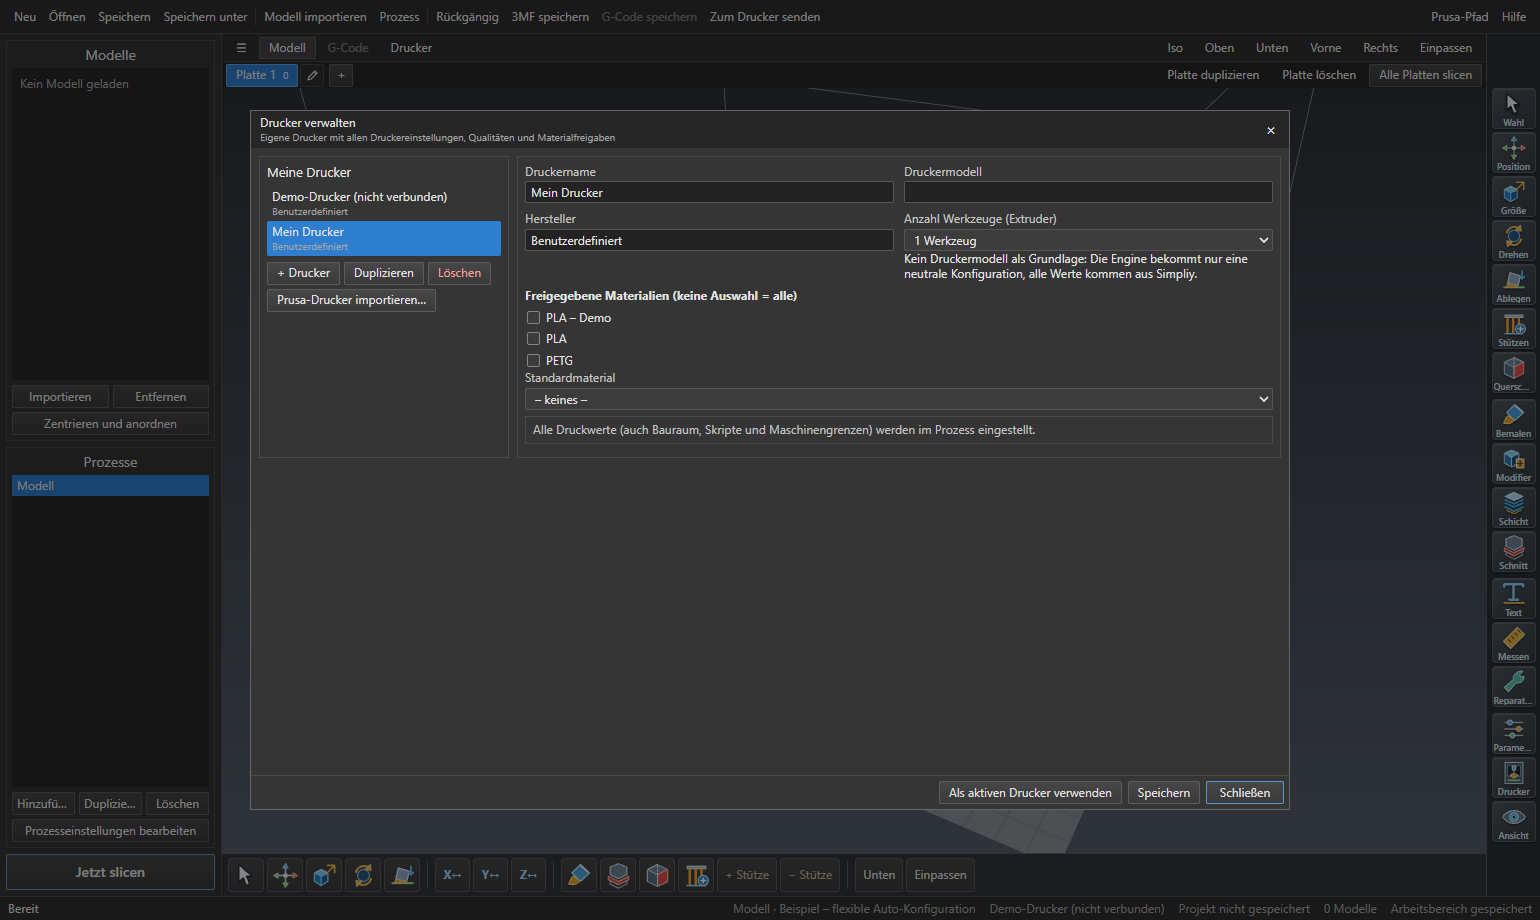 Neu Öffnen Speichern Speichern unter Modell importieren Prozess Rückgängig 3MF speichern G-Code speichern Zum Drucker senden Prusa-Pfad Hilfe
Modelle
Kein Modell geladen
Importieren Entfernen
Zentrieren und anordnen
Prozesse
Modell
Hinzufü... Duplizie... Löschen
Prozesseinstellungen bearbeiten
Jetzt slicen
☰ Modell G-Code Drucker Iso Oben Unten Vorne Rechts Einpassen
Platte 1 0 + Platte duplizieren Platte löschen Alle Platten slicen
Drucker verwalten
Eigene Drucker mit allen Druckereinstellungen, Qualitäten und Materialfreigaben
×
Meine Drucker
Demo-Drucker (nicht verbunden)
Benutzerdefiniert
Mein Drucker
Benutzerdefiniert
+ Drucker Duplizieren Löschen
Prusa-Drucker importieren...
Druckername Druckermodell
Mein Drucker
Hersteller Anzahl Werkzeuge (Extruder)
Benutzerdefiniert 1 Werkzeug
Kein Druckermodell als Grundlage: Die Engine bekommt nur eine
neutrale Konfiguration, alle Werte kommen aus Simpliy.
Freigegebene Materialien (keine Auswahl = alle)
PLA – Demo
PLA
PETG
Standardmaterial
– keines –
Alle Druckwerte (auch Bauraum, Skripte und Maschinengrenzen) werden im Prozess eingestellt.
Als aktiven Drucker verwenden Speichern Schließen
Wahl
Position
Größe
Drehen
Ablegen
Stützen
Quersc...
Bemalen
Modifier
Schicht
Schnitt
Text
Messen
Reparat...
Parame...
Drucker
Ansicht
X↔ Y↔ Z↔ + Stütze − Stütze Unten Einpassen
Bereit Modell · Beispiel – flexible Auto-Konfiguration Demo-Drucker (nicht verbunden) Projekt nicht gespeichert 0 Modelle Arbeitsbereich gespeichert